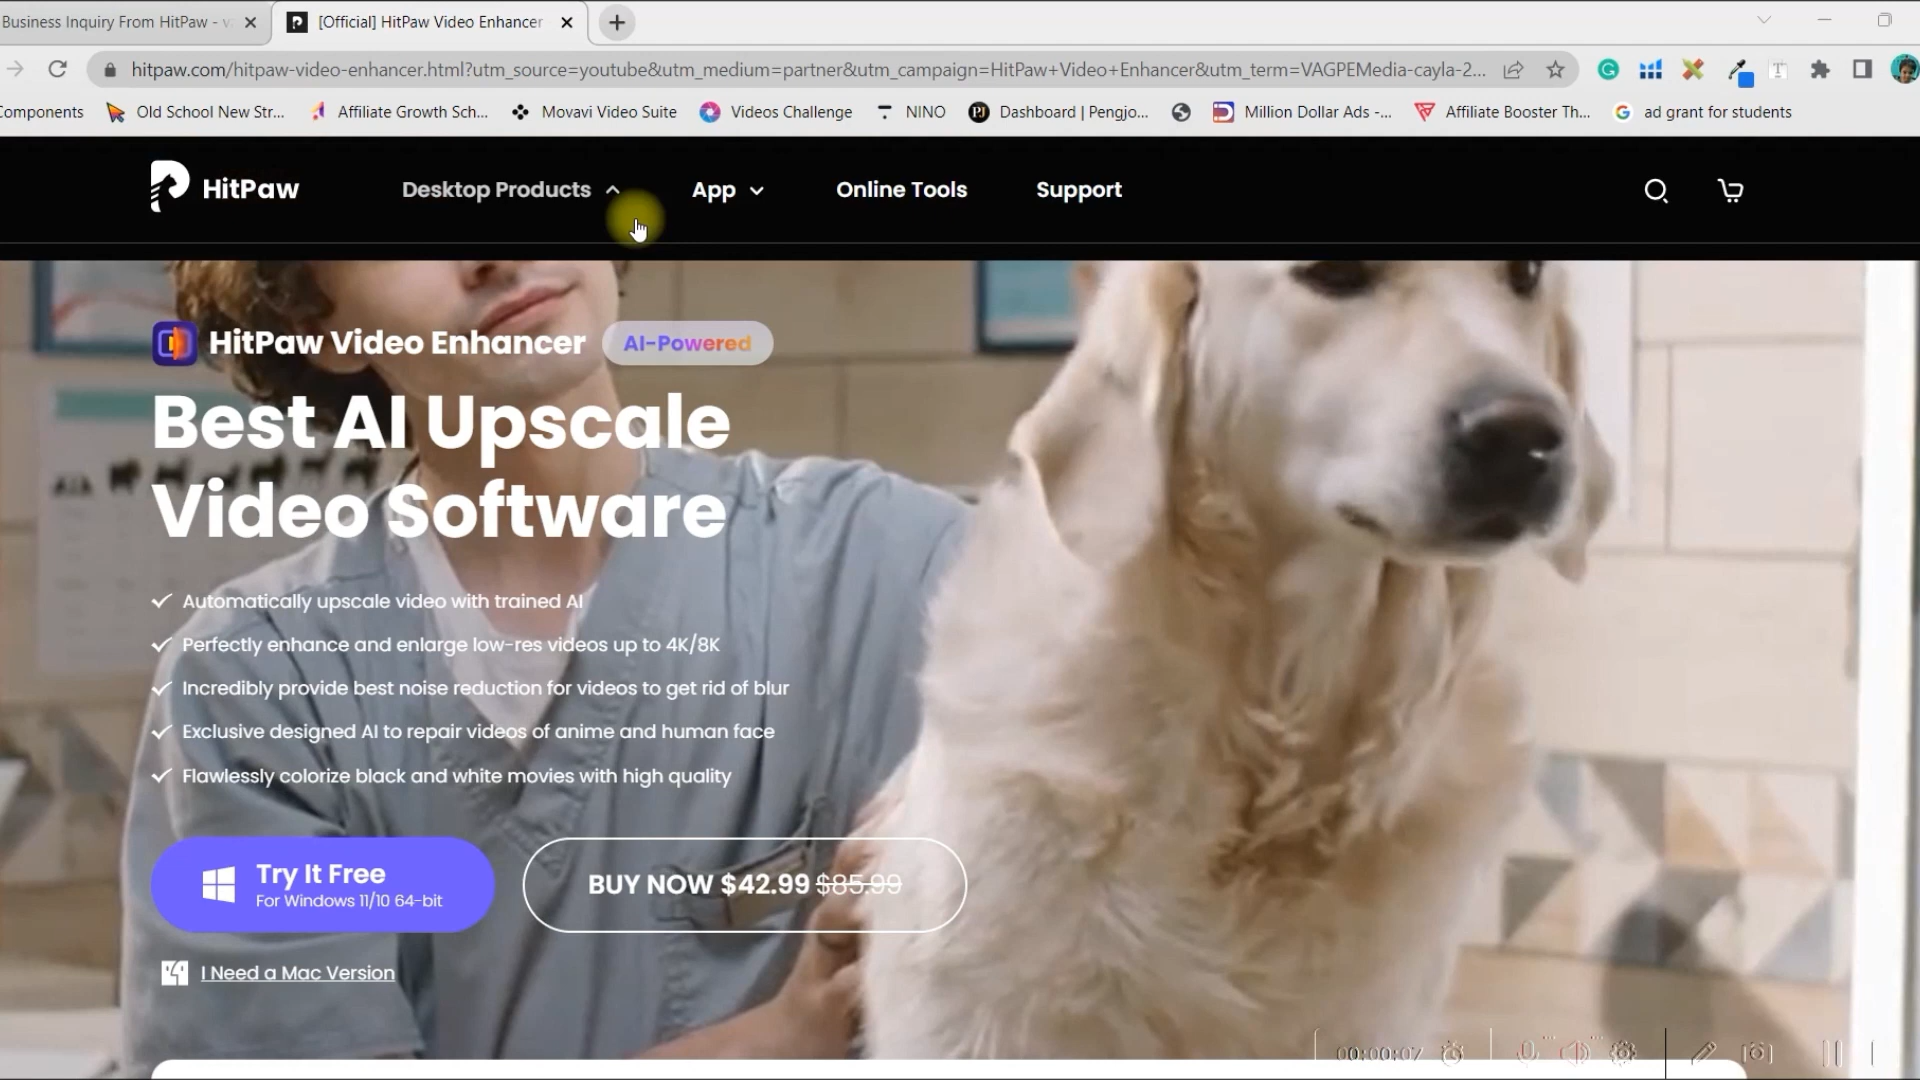 Business Inquiry From HitPaw -
[Official] HitPaw Video Enhancer
hitpaw.com/hitpaw-video-enhancer.html?utm_source=youtube&utm_medium=partner&utm_campaign=HitPaw+Video+Enhancer&utm_term=VAGPEMedia-cayla-2...
Components
Old School New Str...
Affiliate Growth Sch...
Movavi Video Suite
Videos Challenge
NINO
PJ
Dashboard | Pengjo...
Million Dollar Ads -...
Affiliate Booster Th...
ad grant for students
HitPaw
Desktop Products
App
Online Tools
Support
HitPaw Video Enhancer
AI-Powered
Best AI Upscale
Video Software
Automatically upscale video with trained AI
Perfectly enhance and enlarge low-res videos up to 4K/8K
Incredibly provide best noise reduction for videos to get rid of blur
Exclusive designed AI to repair videos of anime and human face
Flawlessly colorize black and white movies with high quality
Try It Free
For Windows 11/10 64-bit
BUY NOW $42.99 $85.99
I Need a Mac Version
00:00:07